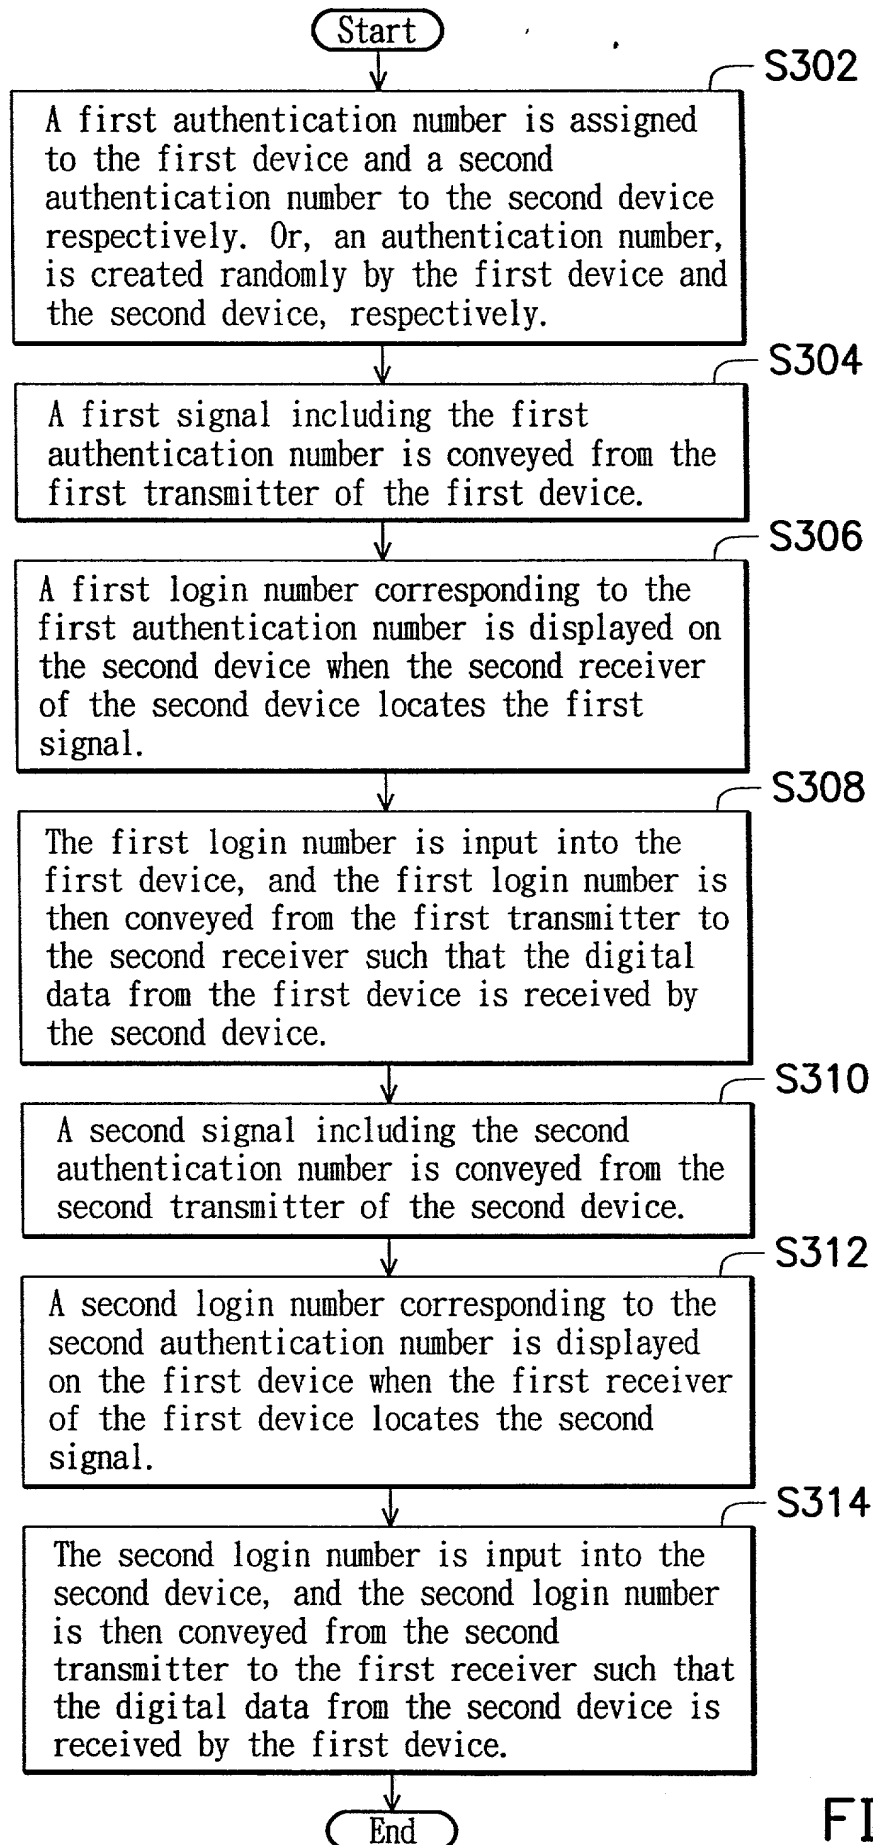 Start
S302
A first authentication number is assigned
to the first device and a second
authentication number to the second device
respectively. Or, an authentication number,
is created randomly by the first device and
the second device, respectively.
S304
A first signal including the first
authentication number is conveyed from the
first transmitter of the first device.
S306
A first login number corresponding to the
first authentication number is displayed on
the second device when the second receiver
of the second device locates the first
signal.
S308
The first login number is input into the
first device, and the first login number is
then conveyed from the first transmitter to
the second receiver such that the digital
data from the first device is received by
the second device.
S310
A second signal including the second
authentication number is conveyed from the
second transmitter of the second device.
S312
A second login number corresponding to the
second authentication number is displayed
on the first device when the first receiver
of the first device locates the second
signal.
S314
The second login number is input into the
second device, and the second login number
is then conveyed from the second
transmitter to the first receiver such that
the digital data from the second device is
received by the first device.
End
FI